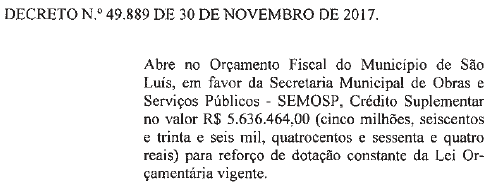 DECRETO N.º 49.889 DE 30 DE NOVEMBRO DE 2017.
Abre no Orçamento Fiscal do Município de São
Luís, em favor da Secretaria Municipal de Obras e
Serviços Públicos - SEMOSP, Crédito Suplementar
no valor R$ 5.636.464,00 (cinco milhões, seiscentos
e trinta e seis mil, quatrocentos e sessenta e quatro
reais) para reforço de dotação constante da Lei Or-
çamentária vigente.